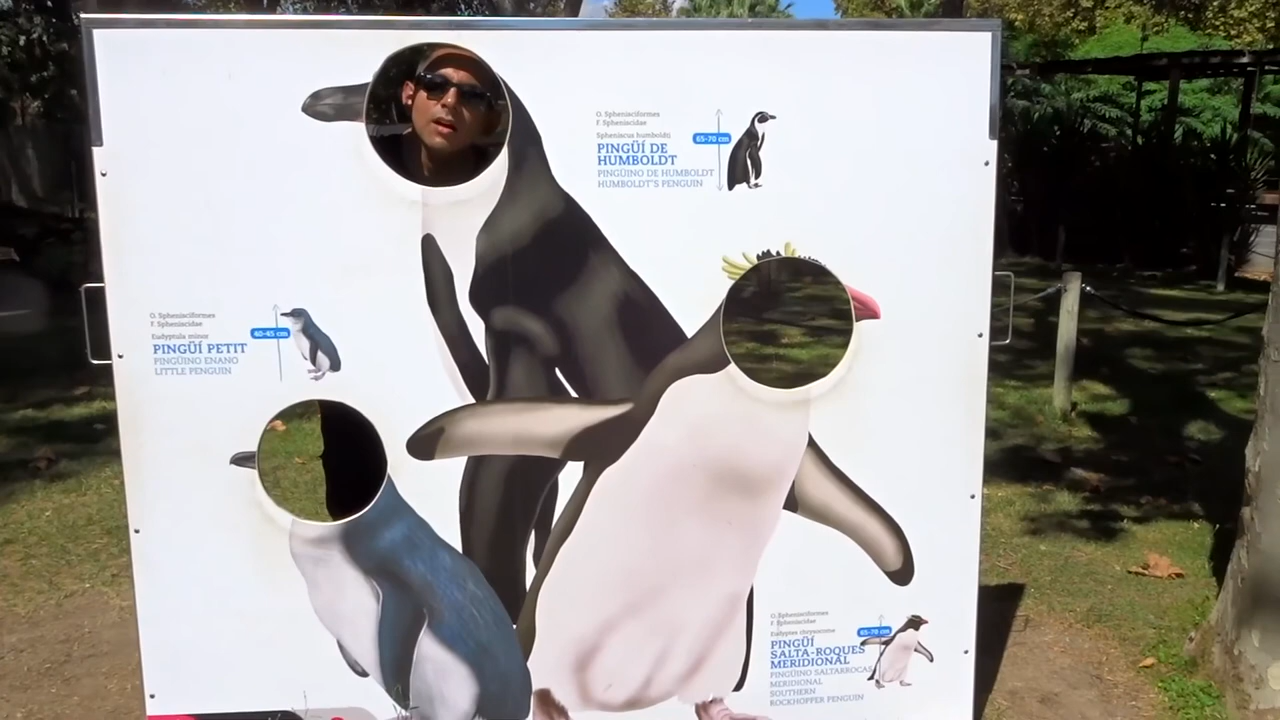 O. Sphenisciformes
F. Spheniscidae
Spheniscus humboldti
PINGÜÍ DE
HUMBOLDT
PINGÜINO DE HUMBOLDT
HUMBOLDT'S PENGUIN
65-70 cm
O. Sphenisciformes
F. Spheniscidae
Eudyptula minor
PINGÜÍ PETIT
PINGÜINO ENANO
LITTLE PENGUIN
40-45 cm
O. Sphenisciformes
F. Spheniscidae
Eudyptes chrysocome
PINGÜÍ
SALTA-ROQUES
MERIDIONAL
PINGÜINO SALTARROCAS
MERIDIONAL
SOUTHERN
ROCKHOPPER PENGUIN
65-70 cm